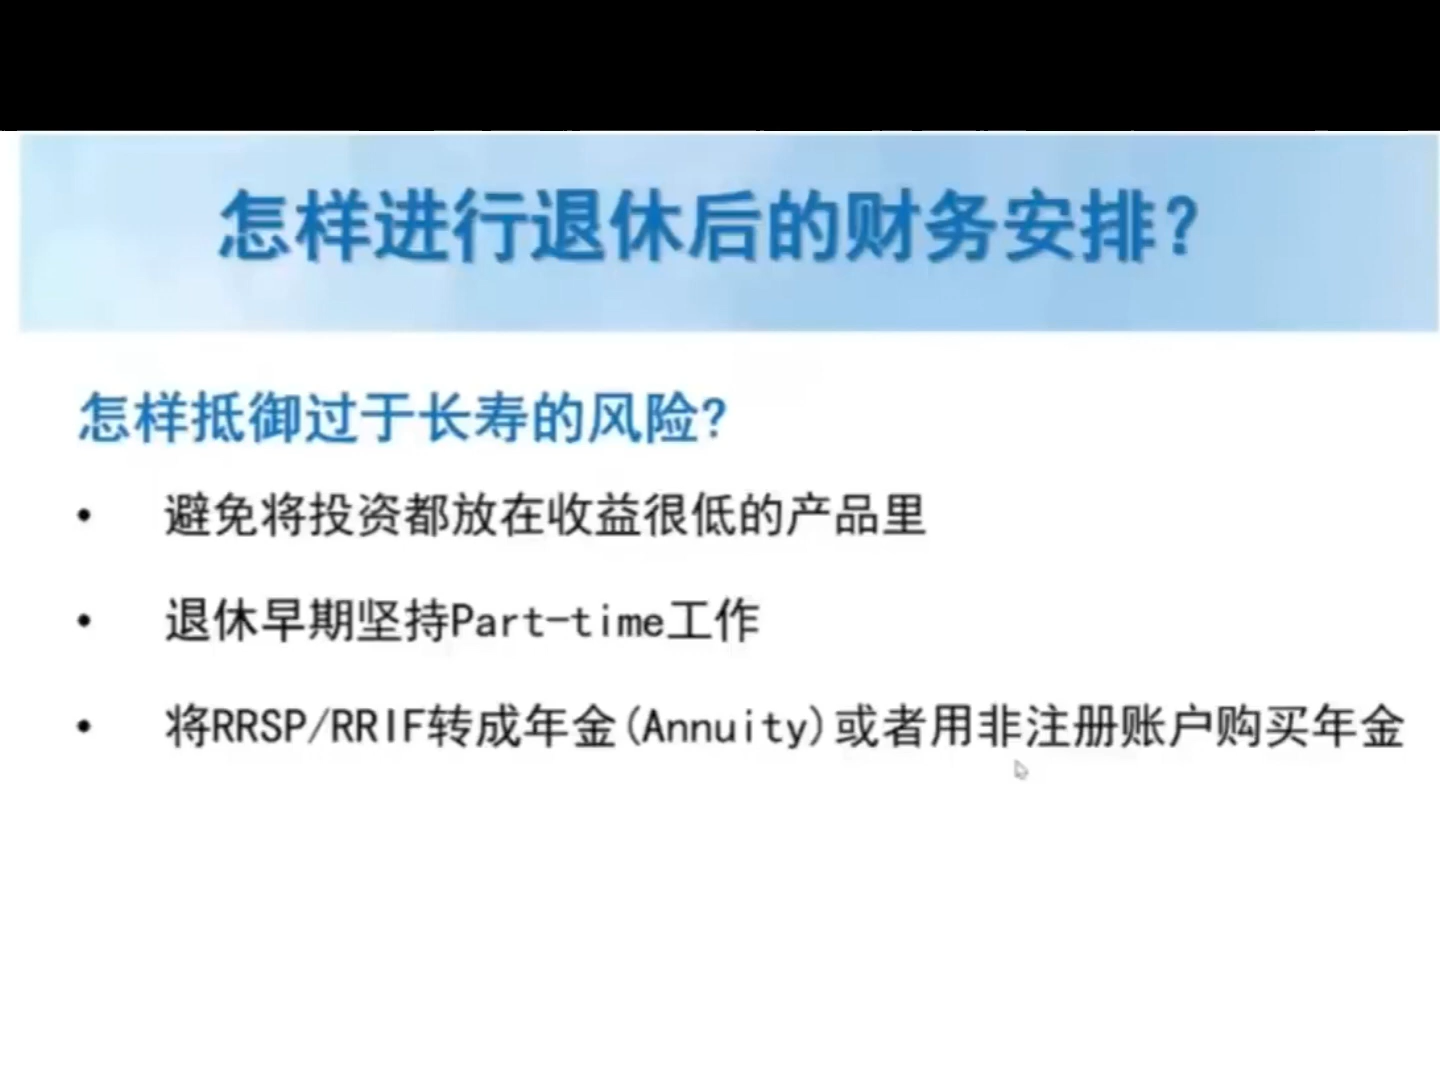 怎样进行退休后的财务安排?
怎样抵御过于长寿的风险?
• 避免将投资都放在收益很低的产品里
• 退休早期坚持Part-time工作
• 将RRSP/RRIF转成年金(Annuity)或者用非注册账户购买年金